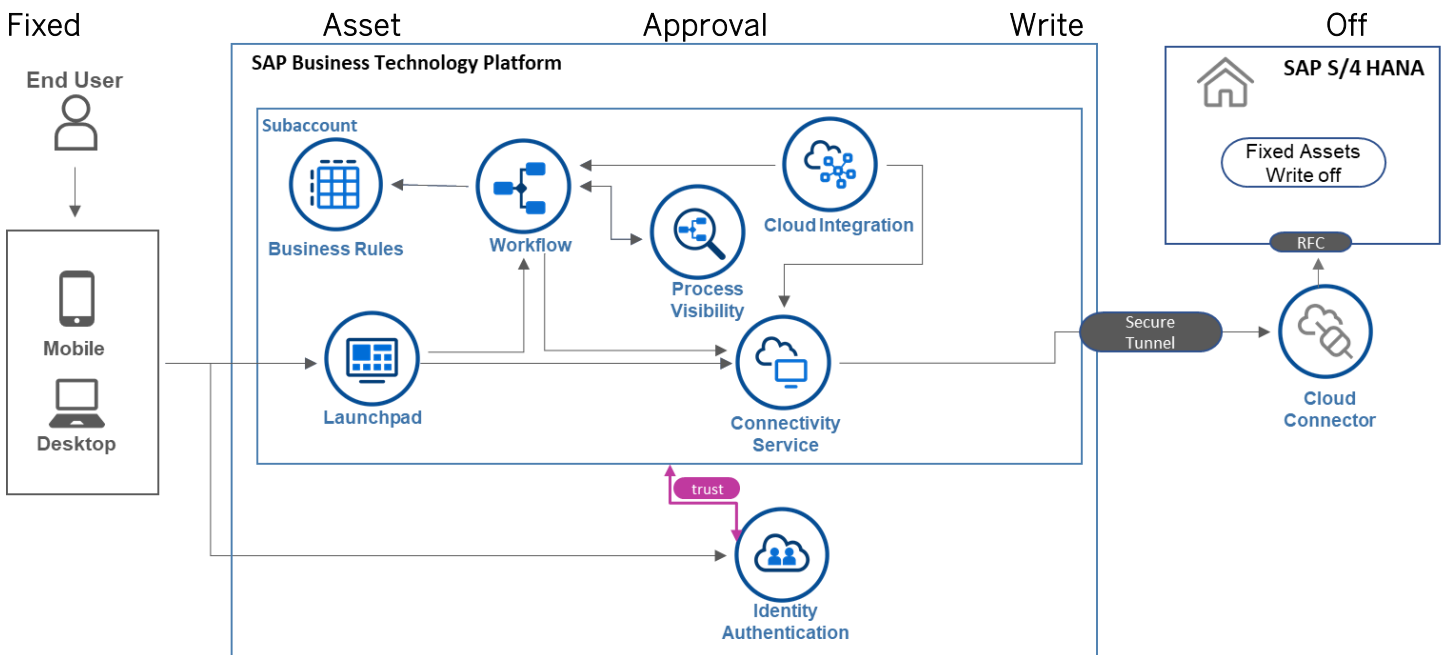 Fixed Asset Approval Write Off
End User
Mobile
Desktop
SAP Business Technology Platform
Subaccount
Business Rules
Workflow
Process
Visibility
Cloud Integration
Launchpad
Connectivity
Service
trust
Identity
Authentication
Secure
Tunnel
SAP S/4 HANA
Fixed Assets
Write off
RFC
Cloud
Connector